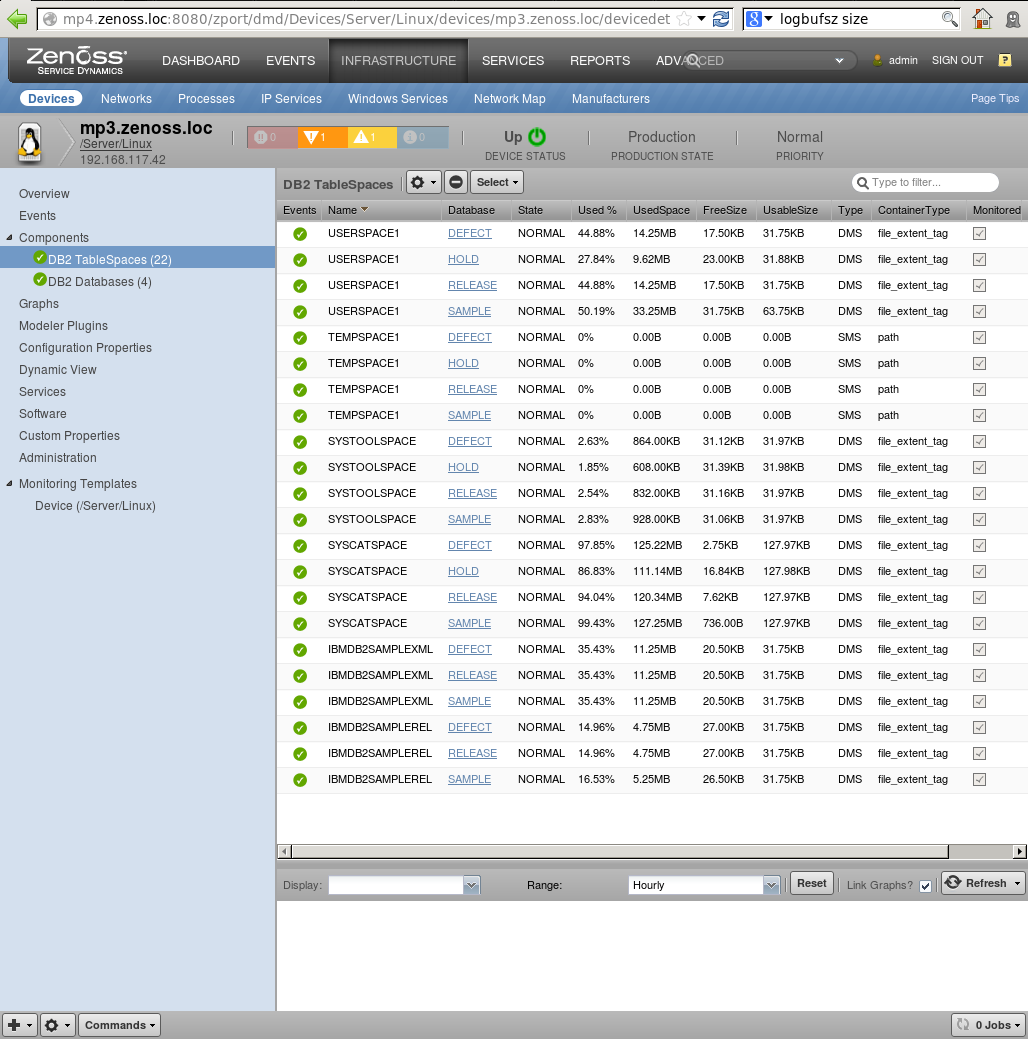 mp4.zenoss.loc:8080/zport/dmd/Devices/Server/Linux/devices/mp3.zenoss.loc/devicedet
logbufsz size
Zenoss SERVICE DYNAMICS
DASHBOARD EVENTS INFRASTRUCTURE SERVICES REPORTS ADVANCED admin SIGN OUT ?
Devices Networks Processes IP Services Windows Services Network Map Manufacturers Page Tips
mp3.zenoss.loc
/Server/Linux
192.168.117.42
0 1 1 0
Up
DEVICE STATUS
Production
PRODUCTION STATE
Normal
PRIORITY
Overview
Events
Components
DB2 TableSpaces (22)
DB2 Databases (4)
Graphs
Modeler Plugins
Configuration Properties
Dynamic View
Services
Software
Custom Properties
Administration
Monitoring Templates
Device (/Server/Linux)
DB2 TableSpaces Select Type to filter...
Events Name Database State Used % UsedSpace FreeSize UsableSize Type ContainerType Monitored
USERSPACE1 DEFECT NORMAL 44.88% 14.25MB 17.50KB 31.75KB DMS file_extent_tag
USERSPACE1 HOLD NORMAL 27.84% 9.62MB 23.00KB 31.88KB DMS file_extent_tag
USERSPACE1 RELEASE NORMAL 44.88% 14.25MB 17.50KB 31.75KB DMS file_extent_tag
USERSPACE1 SAMPLE NORMAL 50.19% 33.25MB 31.75KB 63.75KB DMS file_extent_tag
TEMPSPACE1 DEFECT NORMAL 0% 0.00B 0.00B 0.00B SMS path
TEMPSPACE1 HOLD NORMAL 0% 0.00B 0.00B 0.00B SMS path
TEMPSPACE1 RELEASE NORMAL 0% 0.00B 0.00B 0.00B SMS path
TEMPSPACE1 SAMPLE NORMAL 0% 0.00B 0.00B 0.00B SMS path
SYSTOOLSPACE DEFECT NORMAL 2.63% 864.00KB 31.12KB 31.97KB DMS file_extent_tag
SYSTOOLSPACE HOLD NORMAL 1.85% 608.00KB 31.39KB 31.98KB DMS file_extent_tag
SYSTOOLSPACE RELEASE NORMAL 2.54% 832.00KB 31.16KB 31.97KB DMS file_extent_tag
SYSTOOLSPACE SAMPLE NORMAL 2.83% 928.00KB 31.06KB 31.97KB DMS file_extent_tag
SYSCATSPACE DEFECT NORMAL 97.85% 125.22MB 2.75KB 127.97KB DMS file_extent_tag
SYSCATSPACE HOLD NORMAL 86.83% 111.14MB 16.84KB 127.98KB DMS file_extent_tag
SYSCATSPACE RELEASE NORMAL 94.04% 120.34MB 7.62KB 127.97KB DMS file_extent_tag
SYSCATSPACE SAMPLE NORMAL 99.43% 127.25MB 736.00B 127.97KB DMS file_extent_tag
IBMDB2SAMPLEXML DEFECT NORMAL 35.43% 11.25MB 20.50KB 31.75KB DMS file_extent_tag
IBMDB2SAMPLEXML RELEASE NORMAL 35.43% 11.25MB 20.50KB 31.75KB DMS file_extent_tag
IBMDB2SAMPLEXML SAMPLE NORMAL 35.43% 11.25MB 20.50KB 31.75KB DMS file_extent_tag
IBMDB2SAMPLEREL DEFECT NORMAL 14.96% 4.75MB 27.00KB 31.75KB DMS file_extent_tag
IBMDB2SAMPLEREL RELEASE NORMAL 14.96% 4.75MB 27.00KB 31.75KB DMS file_extent_tag
IBMDB2SAMPLEREL SAMPLE NORMAL 16.53% 5.25MB 26.50KB 31.75KB DMS file_extent_tag
Display: Range: Hourly Reset Link Graphs? Refresh
Commands 0 Jobs